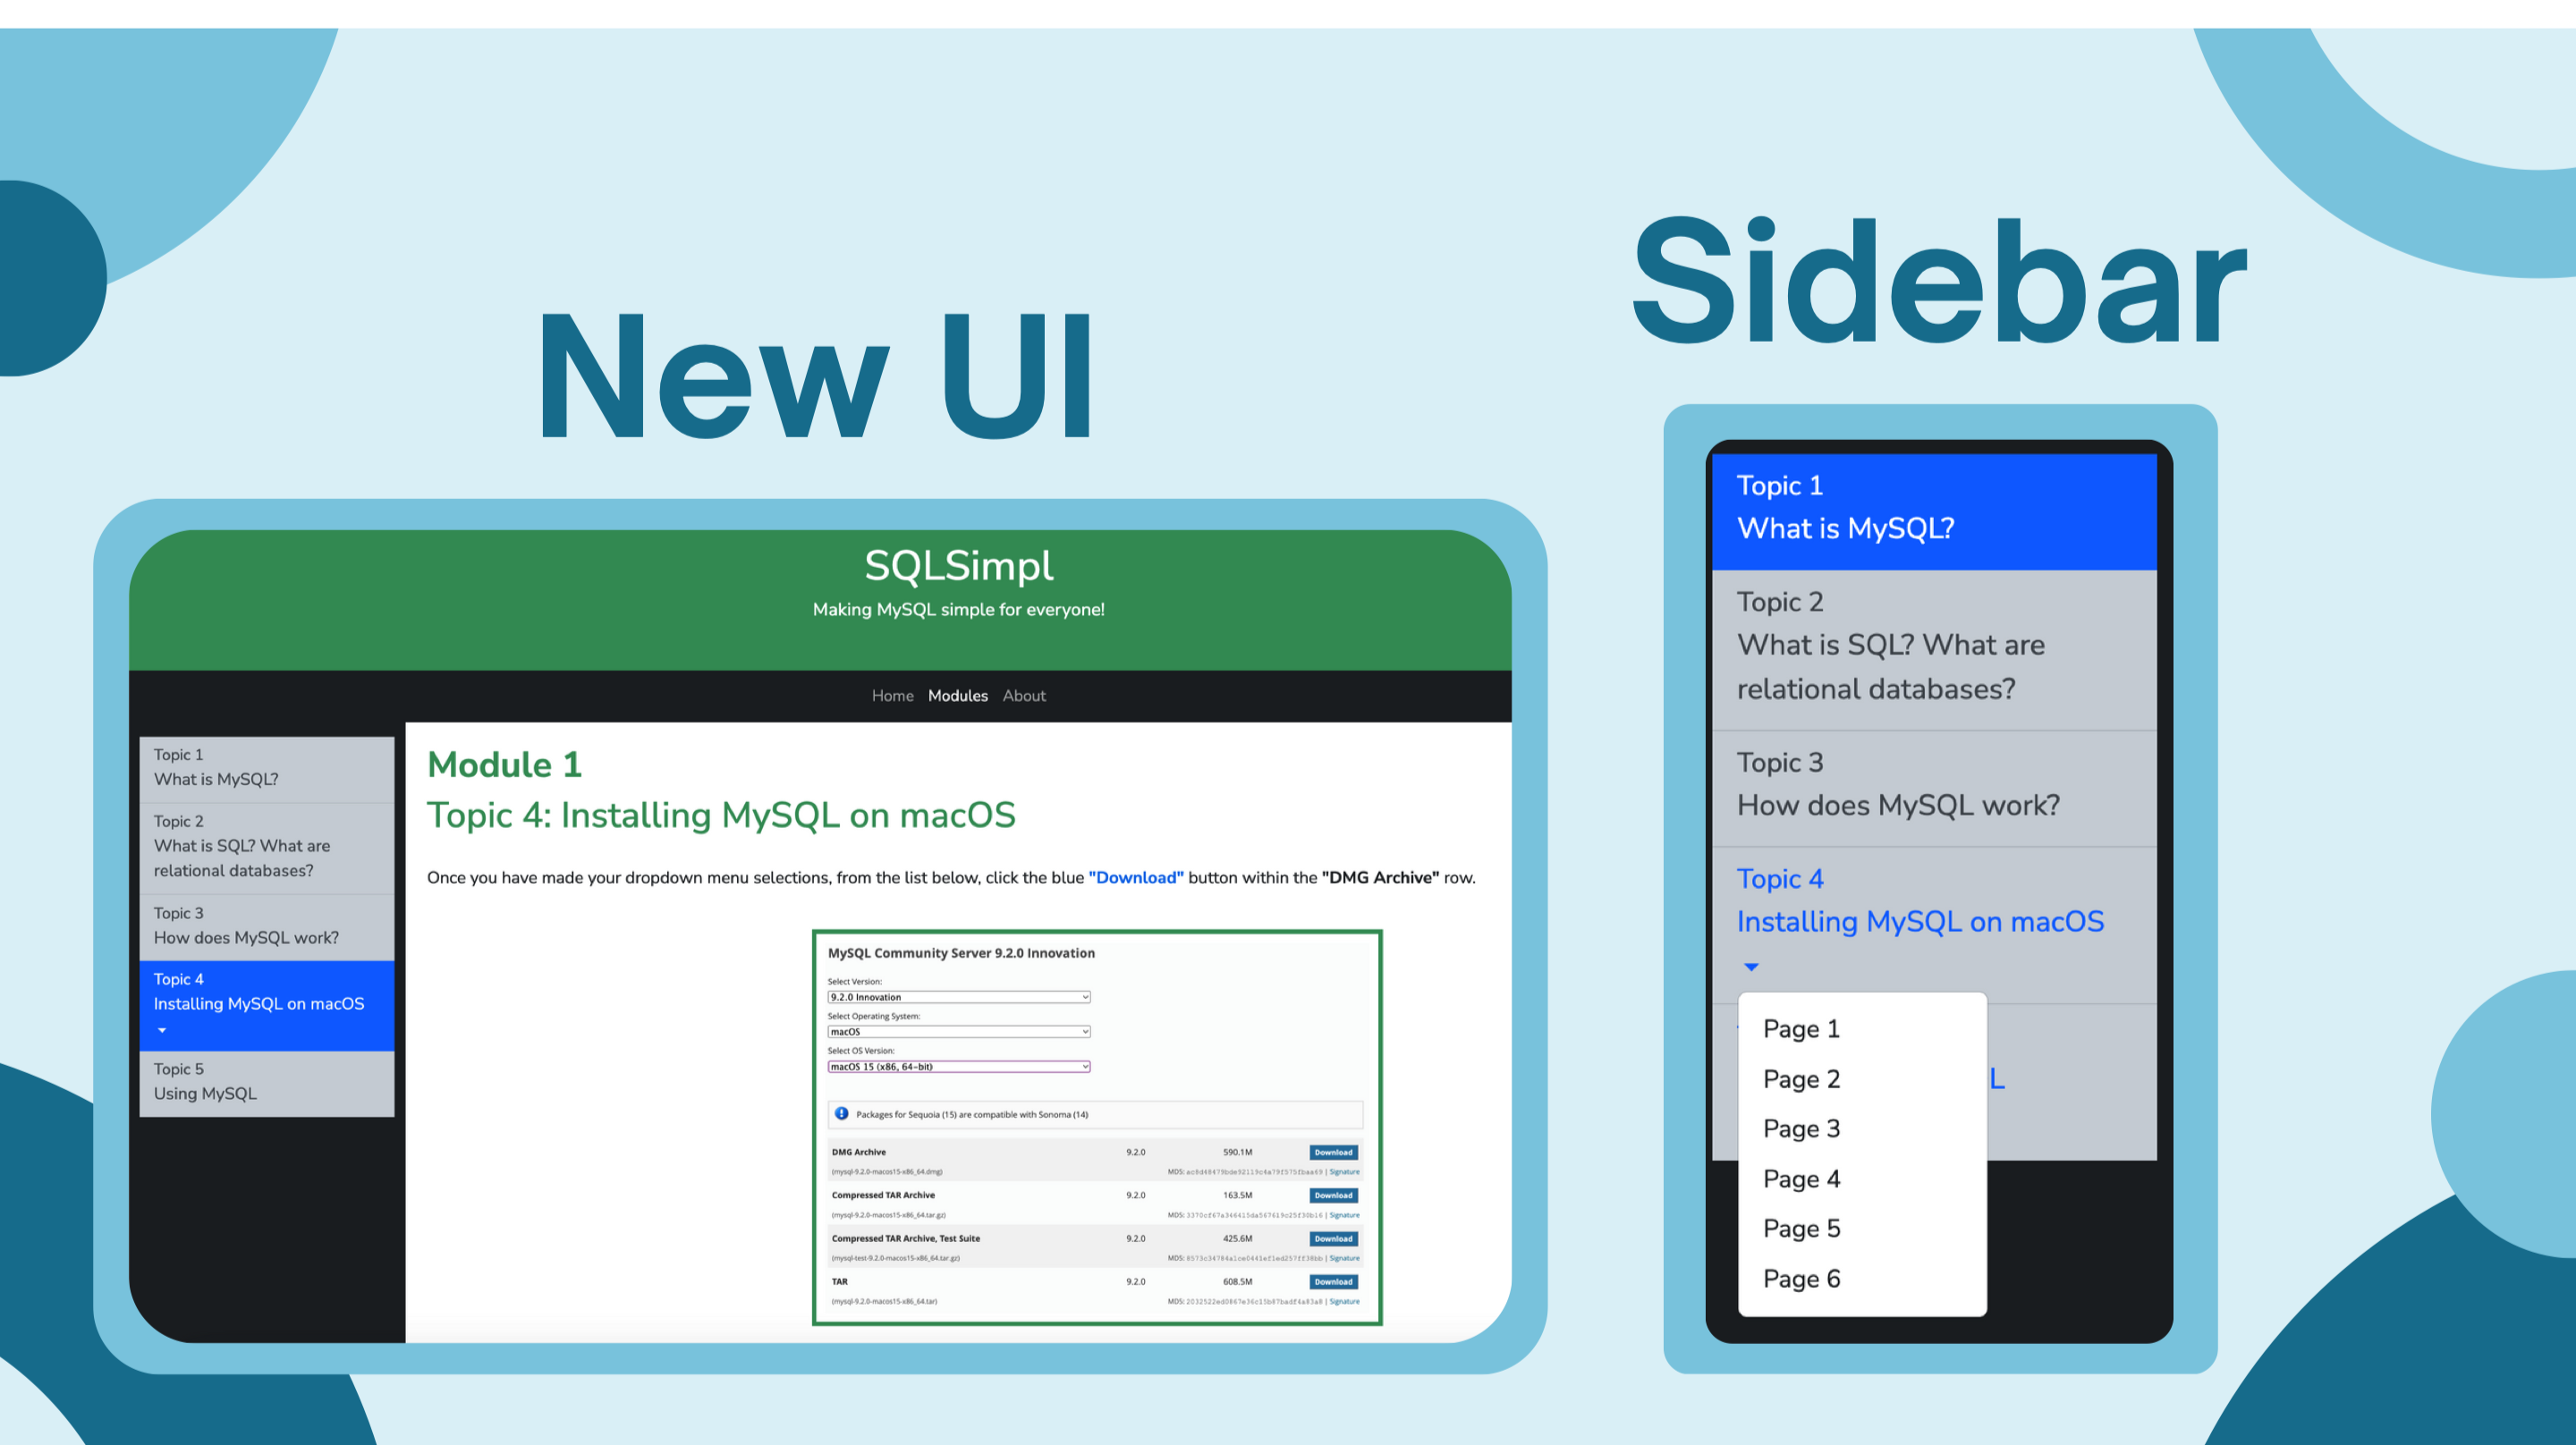 New UI
SQLSimpl
Making MySQL simple for everyone!
Home Modules About
Topic 1
What is MySQL?
Topic 2
What is SQL? What are
relational databases?
Topic 3
How does MySQL work?
Topic 4
Installing MySQL on macOS
Topic 5
Using MySQL
Module 1
Topic 4: Installing MySQL on macOS
Once you have made your dropdown menu selections, from the list below, click the blue "Download" button within the "DMG Archive" row.
MySQL Community Server 9.2.0 Innovation
Select Version:
9.2.0 Innovation
Select Operating System:
macOS
Select OS Version:
macOS 15 (x86, 64-bit)
Packages for Sequoia (15) are compatible with Sonoma (14)
DMG Archive 9.2.0 590.1M Download
(mysql-9.2.0-macos15-x86_64.dmg) MD5: | Signature
Compressed TAR Archive 9.2.0 163.5M Download
(mysql-9.2.0-macos15-x86_64.tar.gz) MD5: | Signature
Compressed TAR Archive, Test Suite 9.2.0 425.6M Download
(mysql-test-9.2.0-macos15-x86_64.tar.gz) MD5: | Signature
TAR 9.2.0 608.5M Download
(mysql-9.2.0-macos15-x86_64.tar) MD5: | Signature
Sidebar
Topic 1
What is MySQL?
Topic 2
What is SQL? What are
relational databases?
Topic 3
How does MySQL work?
Topic 4
Installing MySQL on macOS
Page 1
Page 2
L
Page 3
Page 4
Page 5
Page 6